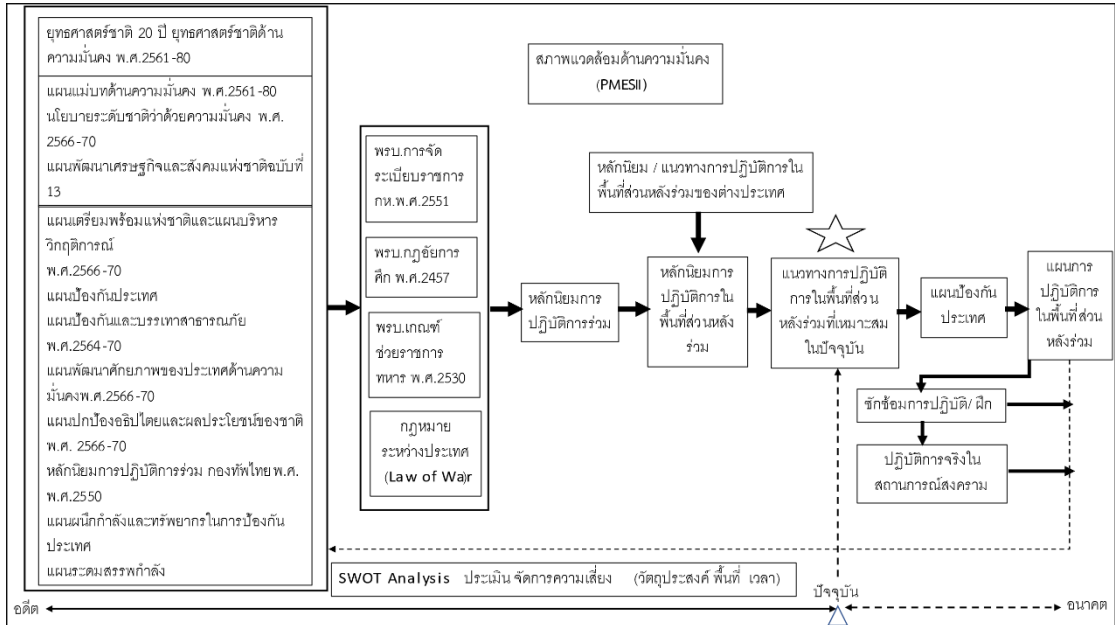 ยุทธศาสตร์ชาติ 20 ปี ยุทธศาสตร์ชาติด้าน
ความมั่นคง พ.ศ.2561-80
แผนแม่บทด้านความมั่นคง พ.ศ.2561-80
นโยบายระดับชาติว่าด้วยความมั่นคง พ.ศ.
2566-70
แผนพัฒนาเศรษฐกิจและสังคมแห่งชาติฉบับที่
13
แผนเตรียมพร้อมแห่งชาติและแผนบริหาร
วิกฤติการณ์
พ.ศ.2566-70
แผนป้องกันประเทศ
แผนป้องกันและบรรเทาสาธารณภัย
พ.ศ.2564-70
แผนพัฒนาศักยภาพของประเทศด้านความ
มั่นคงพ.ศ.2566-70
แผนปกป้องอธิปไตยและผลประโยชน์ของชาติ
พ.ศ. 2566-70
หลักนิยมการปฏิบัติการร่วม กองทัพไทย พ.ศ.
พ.ศ.2550
แผนผนึกกำลังและทรัพยากรในการป้องกัน
ประเทศ
แผนระดมสรรพกำลัง
พรบ.การจัด
ระเบียบราชการ
กห.พ.ศ.2551
พรบ.กฎอัยการ
ศึก พ.ศ.2457
พรบ.เกณฑ์
ช่วยราชการ
ทหาร พ.ศ.2530
กฎหมาย
ระหว่างประเทศ
(Law of Wa)r
สภาพแวดล้อมด้านความมั่นคง
(PMESII)
หลักนิยม / แนวทางการปฏิบัติการใน
พื้นที่ส่วนหลังร่วมของต่างประเทศ
หลักนิยมการ
ปฏิบัติการร่วม
หลักนิยมการ
ปฏิบัติการใน
พื้นที่ส่วนหลัง
ร่วม
แนวทางการปฏิบัติ
การในพื้นที่ส่วน
หลังร่วมที่เหมาะสม
ในปัจจุบัน
แผนป้องกัน
ประเทศ
แผนการ
ปฏิบัติการ
ในพื้นที่ส่วน
หลังร่วม
ซักซ้อมการปฏิบัติ/ ฝึก
ปฏิบัติการจริงใน
สถานการณ์สงคราม
SWOT Analysis ประเมิน จัดการความเสี่ยง (วัตถุประสงค์ พื้นที่ เวลา)
อดีต
ปัจจุบัน
อนาคต